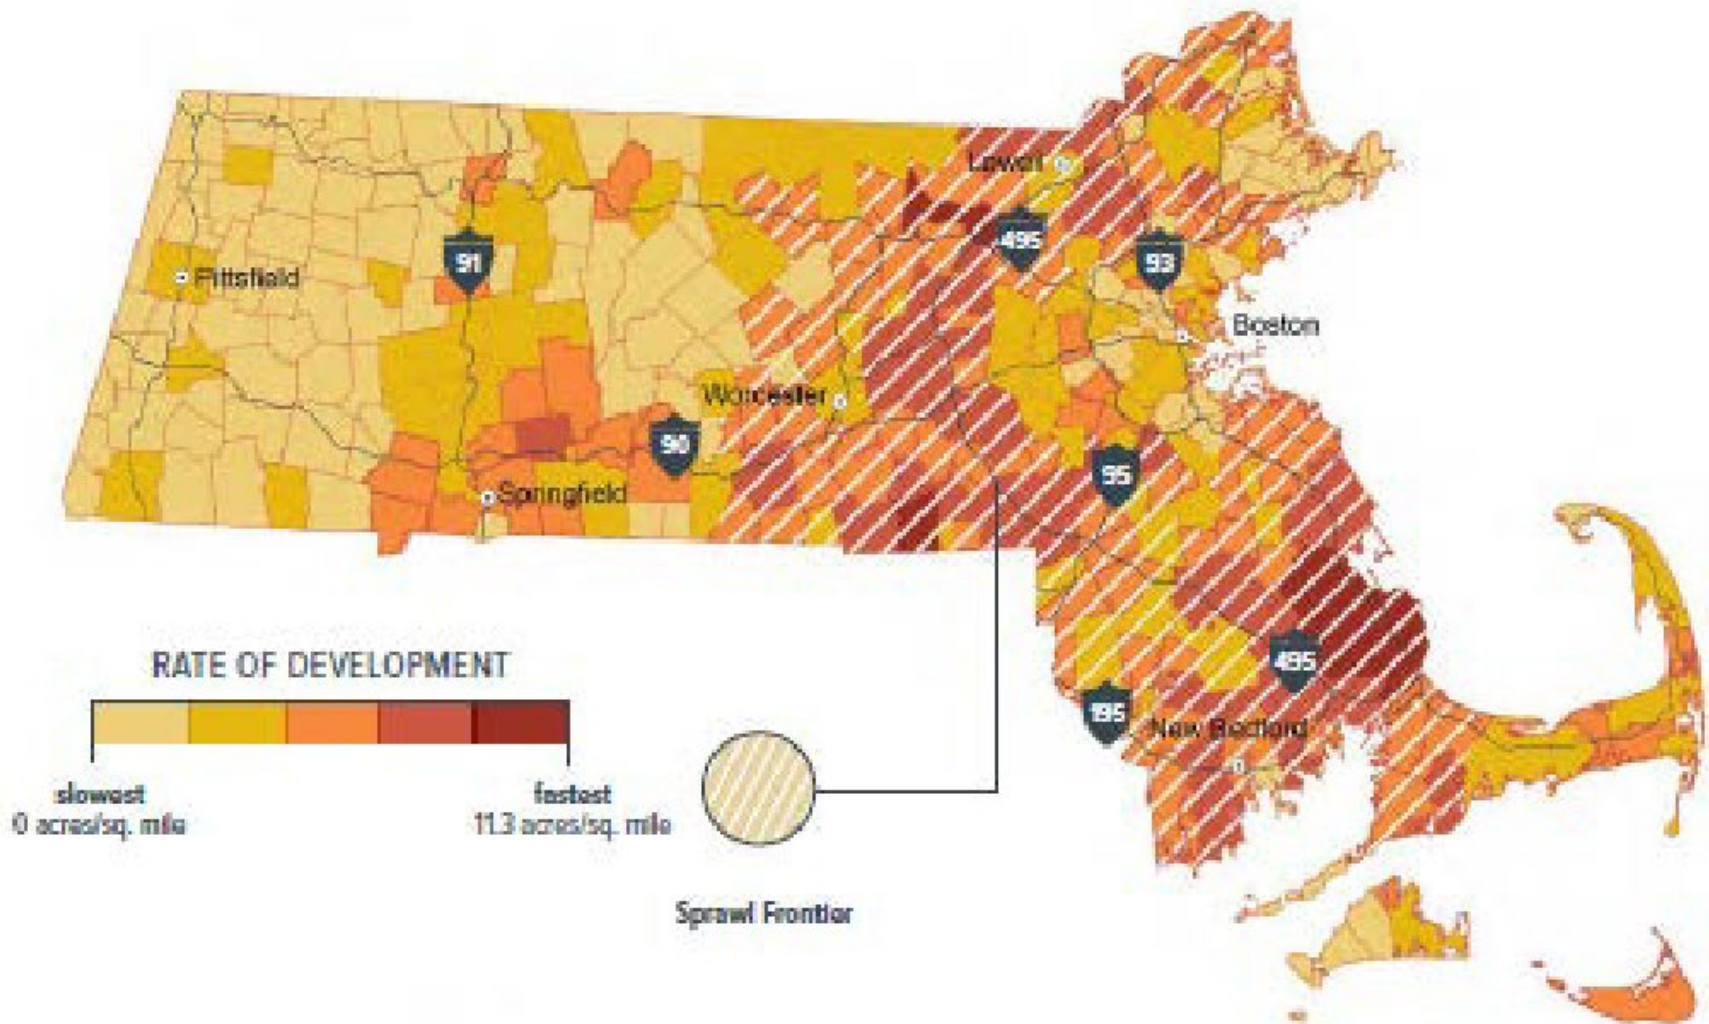 Lowell
495
93
91
Pittsfield
Boston
Worcester
90
95
Springfield
RATE OF DEVELOPMENT
495
195
New Bedford
slowest
fastest
0 acres/sq. mile
11.3 acres/sq. mile
Sprawl Frontier